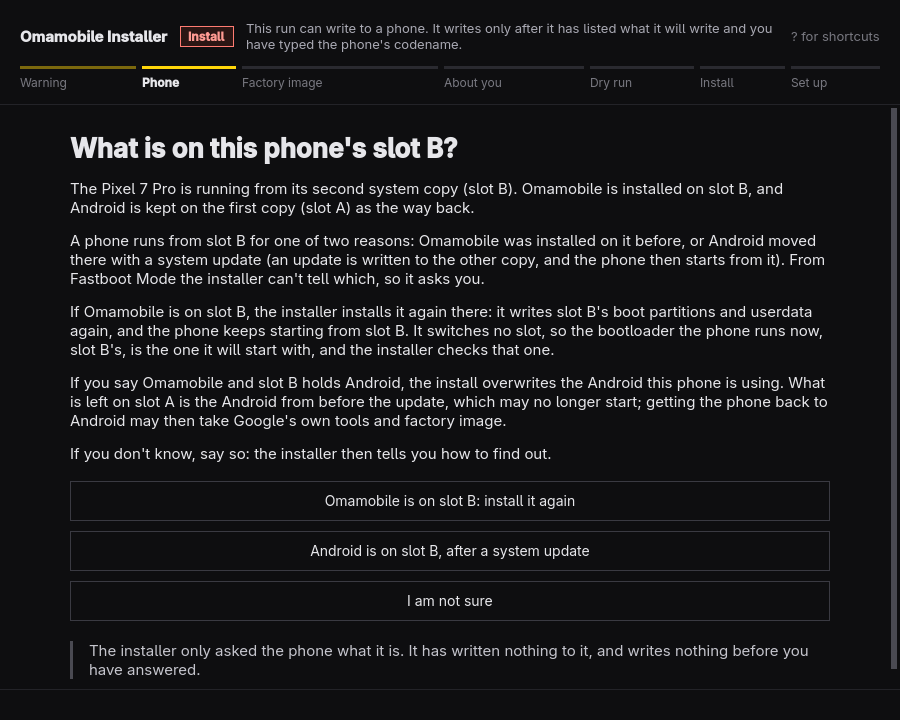 Omamobile Installer
Install
This run can write to a phone. It writes only after it has listed what it will write and you
have typed the phone's codename.
? for shortcuts
Warning
Phone
Factory image
About you
Dry run
Install
Set up
What is on this phone's slot B?
The Pixel 7 Pro is running from its second system copy (slot B). Omamobile is installed on slot B, and
Android is kept on the first copy (slot A) as the way back.
A phone runs from slot B for one of two reasons: Omamobile was installed on it before, or Android moved
there with a system update (an update is written to the other copy, and the phone then starts from it). From
Fastboot Mode the installer can't tell which, so it asks you.
If Omamobile is on slot B, the installer installs it again there: it writes slot B's boot partitions and userdata
again, and the phone keeps starting from slot B. It switches no slot, so the bootloader the phone runs now,
slot B's, is the one it will start with, and the installer checks that one.
If you say Omamobile and slot B holds Android, the install overwrites the Android this phone is using. What
is left on slot A is the Android from before the update, which may no longer start; getting the phone back to
Android may then take Google's own tools and factory image.
If you don't know, say so: the installer then tells you how to find out.
Omamobile is on slot B: install it again
Android is on slot B, after a system update
I am not sure
The installer only asked the phone what it is. It has written nothing to it, and writes nothing before you
have answered.